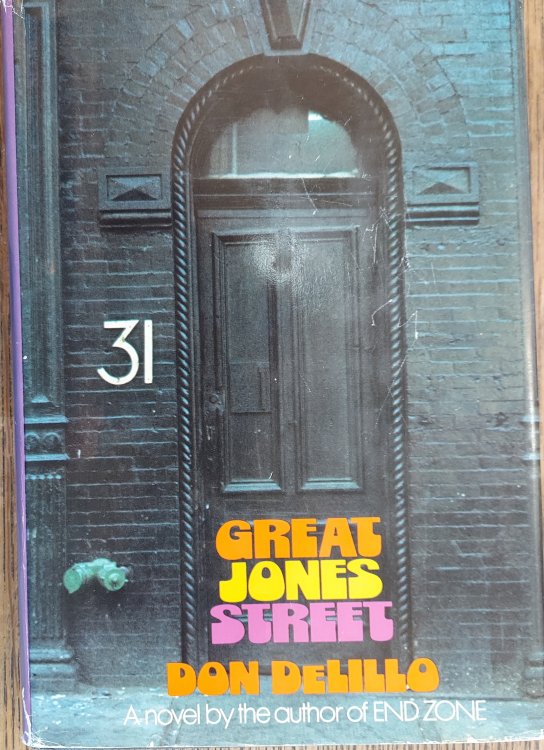 31
GREAT
JONES
STREET
DON DeLILLO
A novel by the author of END ZONE